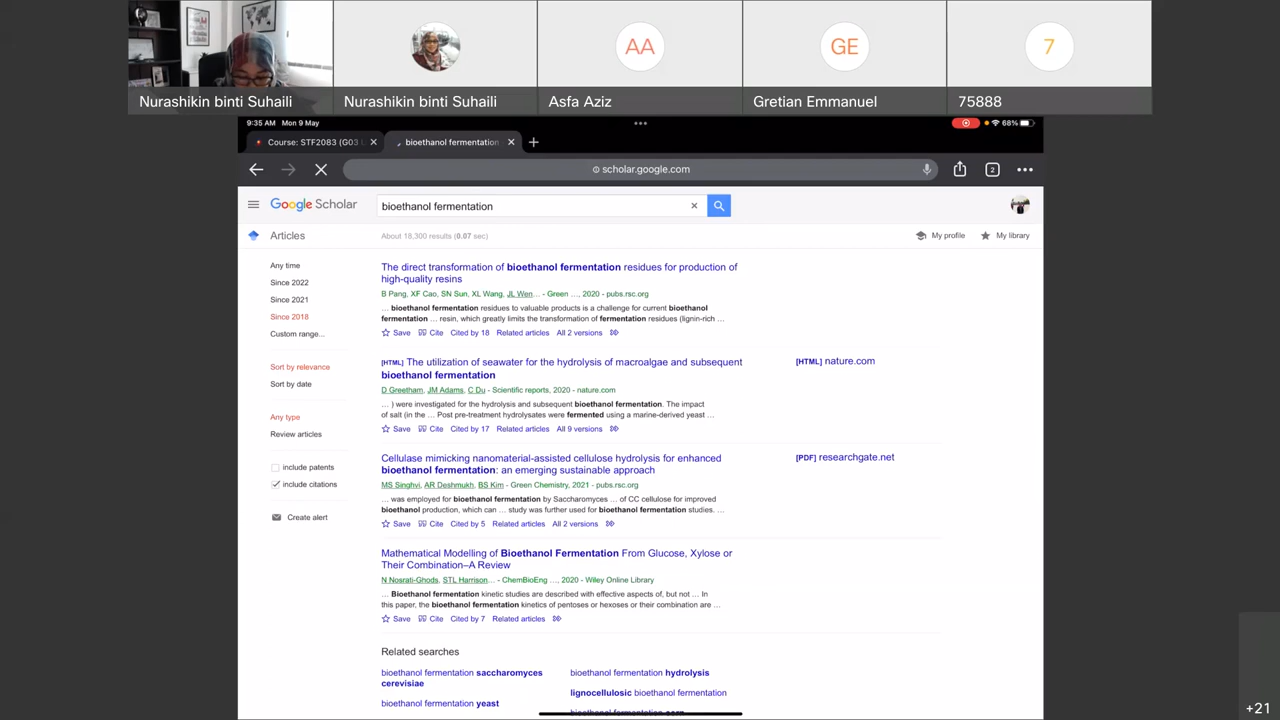 AA
GE
7
Nurashikin binti Suhaili
Nurashikin binti Suhaili
Asfa Aziz
Gretian Emmanuel
75888
9:35 AM Mon 9 May
68%
Course: STF2083 (G03
bioethanol fermentation
scholar.google.com
2
Google Scholar
bioethanol fermentation
Articles
About 18,300 results (0.07 sec)
My profile
My library
Any time
Since 2022
Since 2021
Since 2018
Custom range...
Sort by relevance
Sort by date
Any type
Review articles
include patents
include citations
Create alert
The direct transformation of bioethanol fermentation residues for production of
high-quality resins
B Pang, XF Cao, SN Sun, XL Wang, JL Wen... - Green ..., 2020 - pubs.rsc.org
... bioethanol fermentation residues to valuable products is a challenge for current bioethanol
fermentation ... resin, which greatly limits the transformation of fermentation residues (lignin-rich ...
Save Cite Cited by 18 Related articles All 2 versions
[HTML] The utilization of seawater for the hydrolysis of macroalgae and subsequent
bioethanol fermentation
D Greetham, JM Adams, C Du - Scientific reports, 2020 - nature.com
... ) were investigated for the hydrolysis and subsequent bioethanol fermentation. The impact
of salt (in the ... Post pre-treatment hydrolysates were fermented using a marine-derived yeast ...
Save Cite Cited by 17 Related articles All 9 versions
[HTML] nature.com
Cellulase mimicking nanomaterial-assisted cellulose hydrolysis for enhanced
bioethanol fermentation: an emerging sustainable approach
MS Singhvi, AR Deshmukh, BS Kim - Green Chemistry, 2021 - pubs.rsc.org
... was employed for bioethanol fermentation by Saccharomyces ... of CC cellulose for improved
bioethanol production, which can ... study was further used for bioethanol fermentation studies. ...
Save Cite Cited by 5 Related articles All 2 versions
[PDF] researchgate.net
Mathematical Modelling of Bioethanol Fermentation From Glucose, Xylose or
Their Combination–A Review
N Nosrati-Ghods, STL Harrison... - ChemBioEng ..., 2020 - Wiley Online Library
... Bioethanol fermentation kinetic studies are described with effective aspects of, but not ... In
this paper, the bioethanol fermentation kinetics of pentoses or hexoses or their combination are ...
Save Cite Cited by 7 Related articles
Related searches
bioethanol fermentation saccharomyces
cerevisiae
bioethanol fermentation yeast
bioethanol fermentation hydrolysis
lignocellulosic bioethanol fermentation
bioethanol fermentation corn
+21